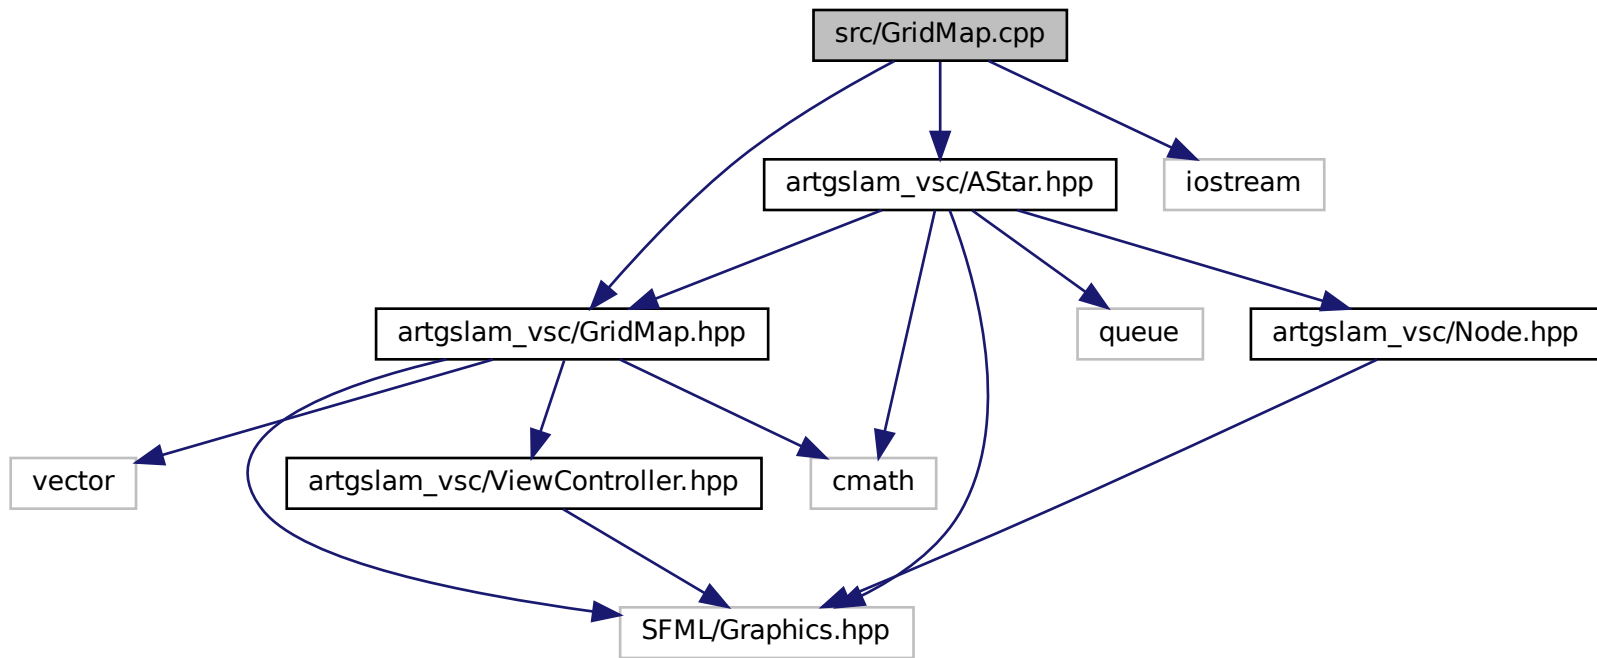 src/GridMap.cpp
artgslam_vsc/AStar.hpp
iostream
artgslam_vsc/GridMap.hpp
queue
artgslam_vsc/Node.hpp
vector
artgslam_vsc/ViewController.hpp
cmath
SFML/Graphics.hpp